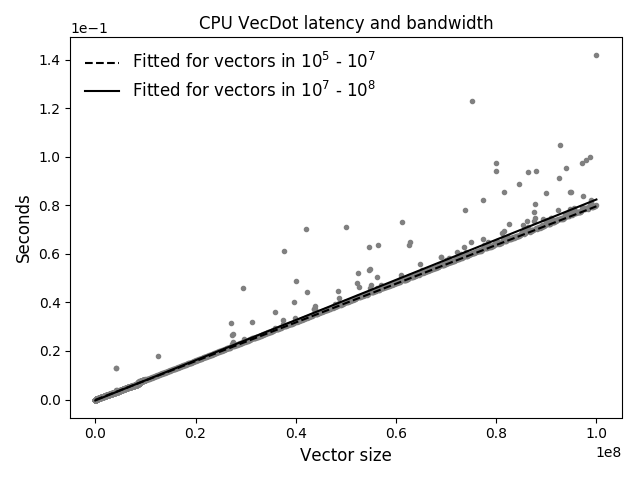 CPU VecDot latency and bandwidth
1e−1
Fitted for vectors in 10^5 - 10^7
Fitted for vectors in 10^7 - 10^8
1.4
1.2
1.0
0.8
0.6
0.4
0.2
0.0
Seconds
0.0 0.2 0.4 0.6 0.8 1.0
1e8
Vector size